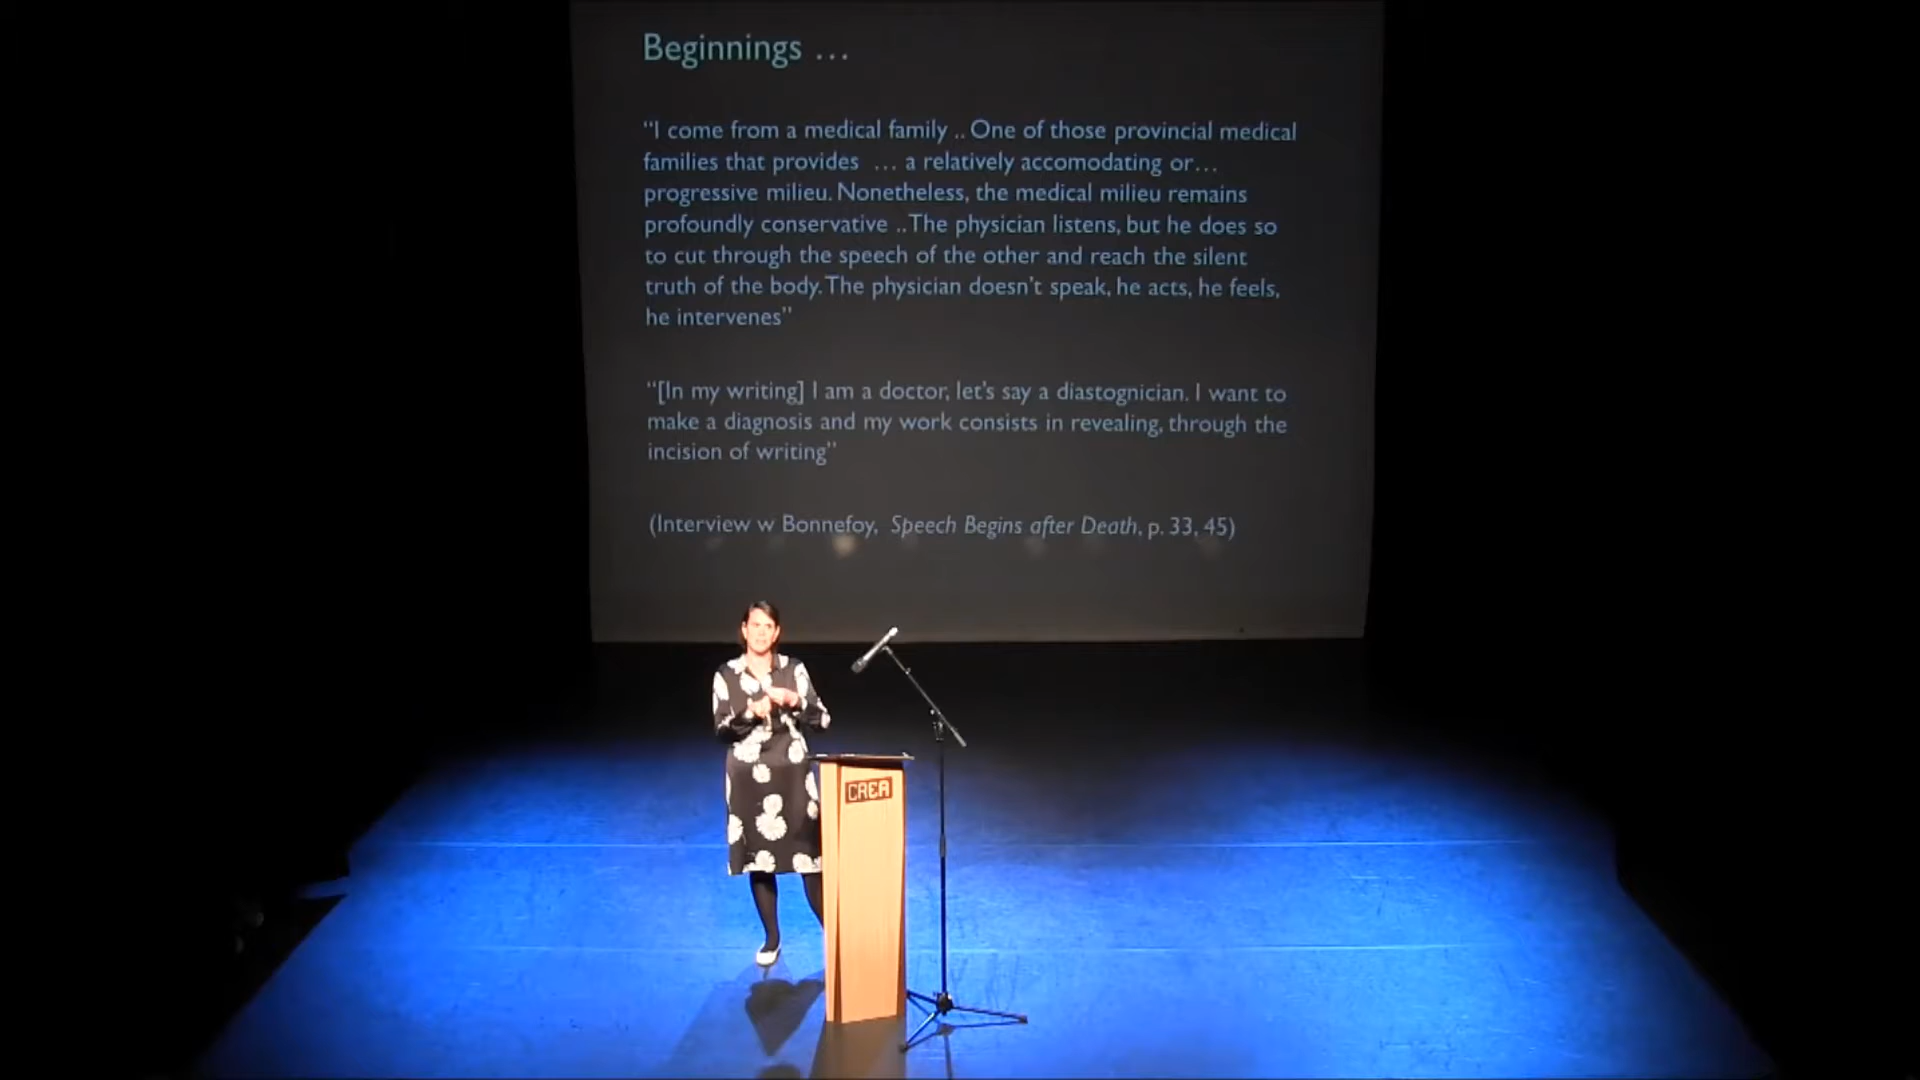 Beginnings ...
“I come from a medical family .. One of those provincial medical
families that provides ... a relatively accomodating or...
progressive milieu. Nonetheless, the medical milieu remains
profoundly conservative .. The physician listens, but he does so
to cut through the speech of the other and reach the silent
truth of the body. The physician doesn't speak, he acts, he feels,
he intervenes”
“[In my writing] I am a doctor, let's say a diastognician. I want to
make a diagnosis and my work consists in revealing, through the
incision of writing”
(Interview w Bonnefoy, Speech Begins after Death, p. 33, 45)
CREA